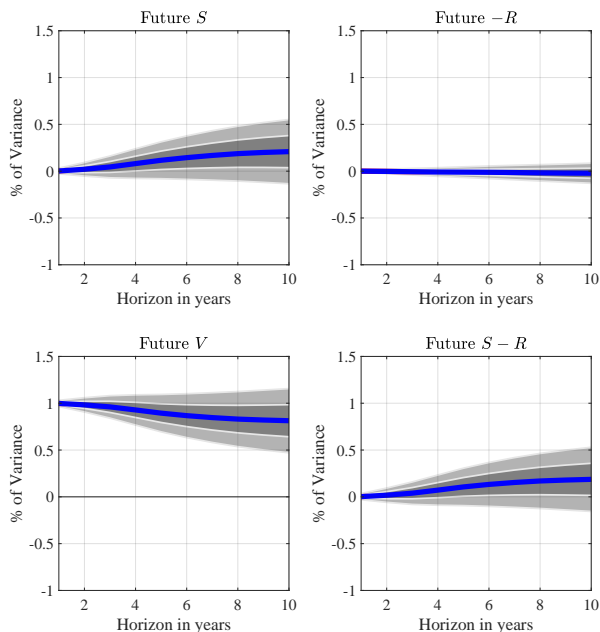 Future S
1.5
1
0.5
0
-0.5
-1
% of Variance
2 4 6 8 10
Horizon in years
Future −R
1.5
1
0.5
0
-0.5
-1
% of Variance
2 4 6 8 10
Horizon in years
Future V
1.5
1
0.5
0
-0.5
-1
% of Variance
2 4 6 8 10
Horizon in years
Future S − R
1.5
1
0.5
0
-0.5
-1
% of Variance
2 4 6 8 10
Horizon in years